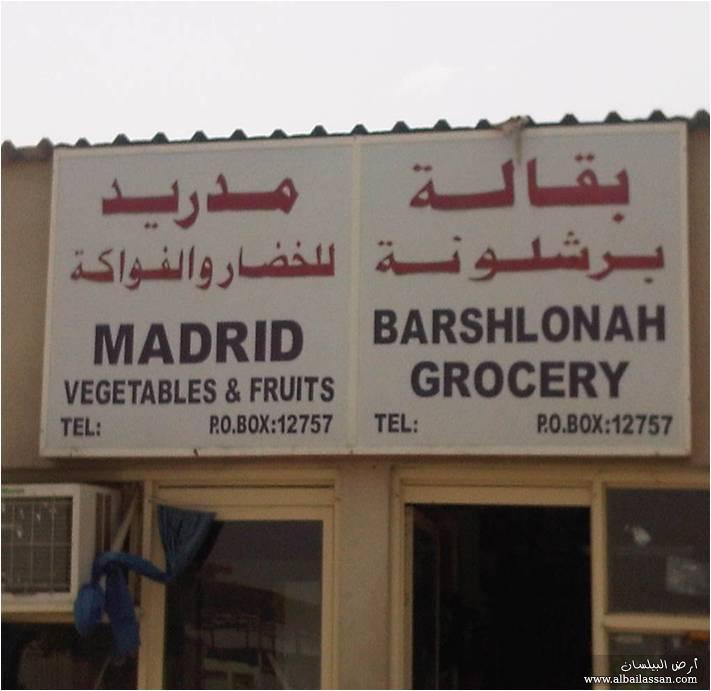 بقالة
برشلونة
BARSHLONAH
GROCERY
TEL: P.O.BOX:12757
مدريد
للخضار والفواكة
MADRID
VEGETABLES & FRUITS
TEL: P.O.BOX:12757
أرض البيلسان
www.albailassan.com